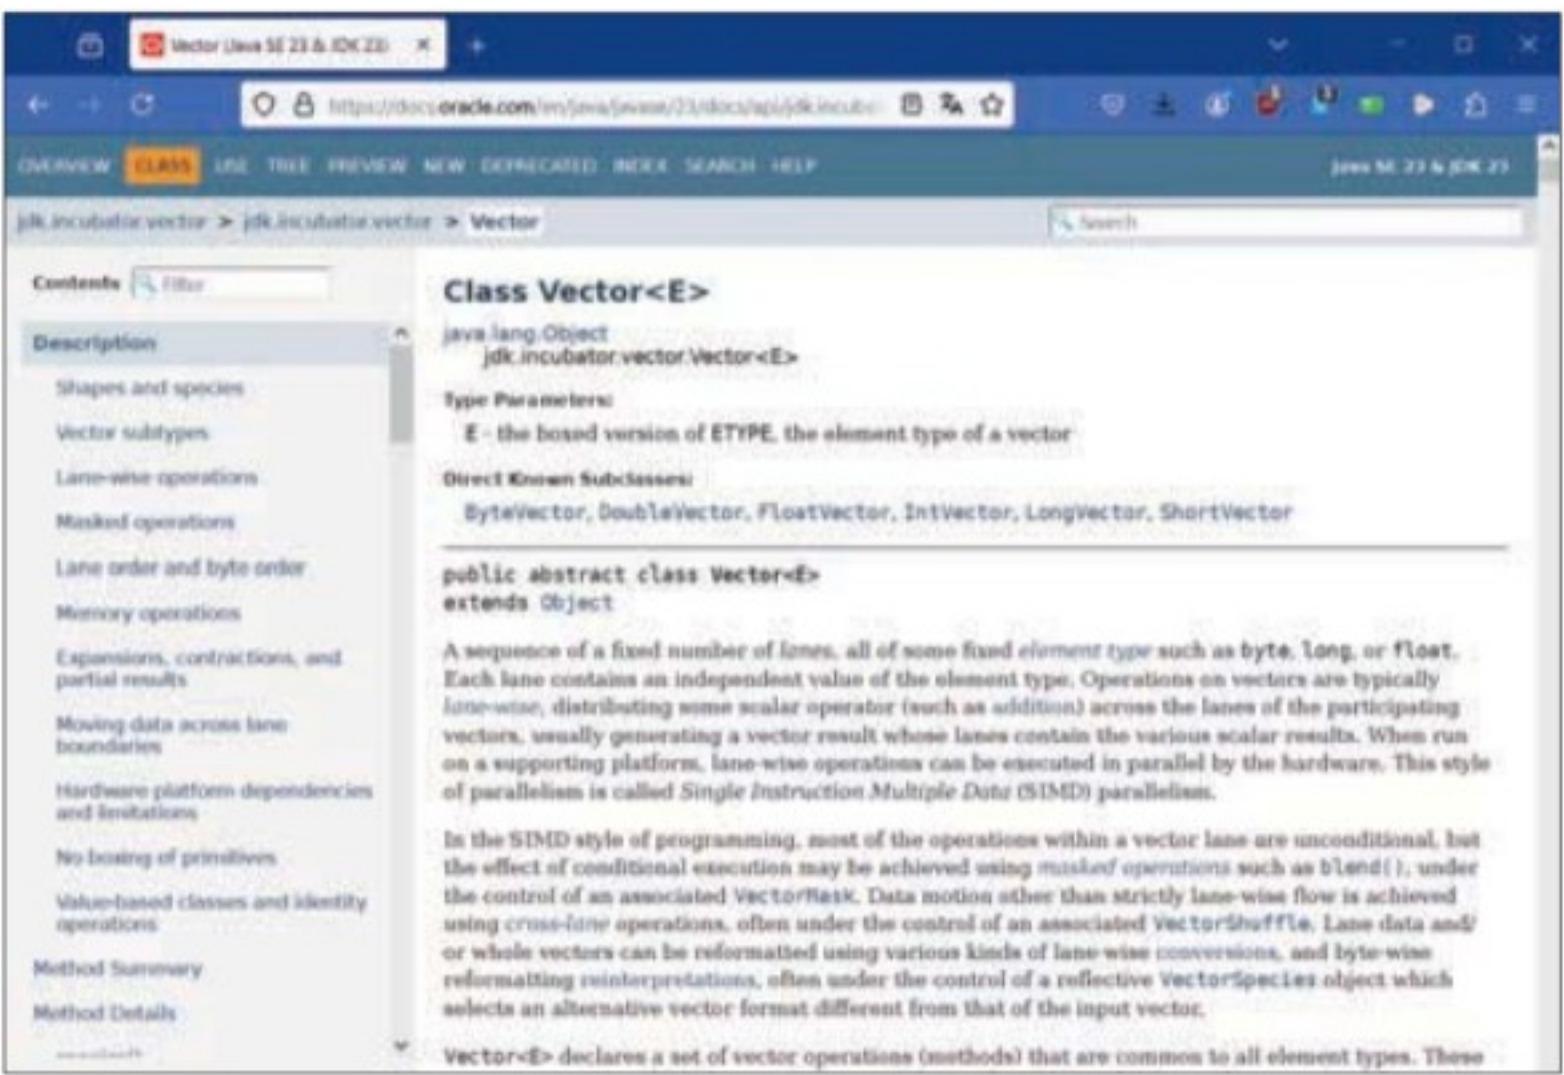 Vector (Java SE 23 & JDK 23)
https://docs.oracle.com/en/java/javase/23/docs/api/jdk.incuba
OVERVIEW CLASS USE TREE PREVIEW NEW DEPRECATED INDEX SEARCH HELP
Java SE 23 & JDK 23
jdk.incubator.vector > jdk.incubator.vector > Vector
Search
Contents Filter
Description
Shapes and species
Vector subtypes
Lane-wise operations
Masked operations
Lane order and byte order
Memory operations
Expansions, contractions, and
partial results
Moving data across lane
boundaries
Hardware platform dependencies
and limitations
No boxing of primitives
Value-based classes and identity
operations
Method Summary
Method Details
Class Vector<E>
java.lang.Object
jdk.incubator.vector.Vector<E>
Type Parameters:
E - the boxed version of ETYPE, the element type of a vector
Direct Known Subclasses:
ByteVector, DoubleVector, FloatVector, IntVector, LongVector, ShortVector
public abstract class Vector<E>
extends Object
A sequence of a fixed number of lanes, all of some fixed element type such as byte, long, or float.
Each lane contains an independent value of the element type. Operations on vectors are typically
lane-wise, distributing some scalar operator (such as addition) across the lanes of the participating
vectors, usually generating a vector result whose lanes contain the various scalar results. When run
on a supporting platform, lane-wise operations can be executed in parallel by the hardware. This style
of parallelism is called Single Instruction Multiple Data (SIMD) parallelism.
In the SIMD style of programming, most of the operations within a vector lane are unconditional, but
the effect of conditional execution may be achieved using masked operations such as blend(), under
the control of an associated VectorMask. Data motion other than strictly lane-wise flow is achieved
using cross-lane operations, often under the control of an associated VectorShuffle. Lane data and/
or whole vectors can be reformatted using various kinds of lane-wise conversions, and byte-wise
reformatting reinterpretations, often under the control of a reflective VectorSpecies object which
selects an alternative vector format different from that of the input vector.
Vector<E> declares a set of vector operations (methods) that are common to all element types. These